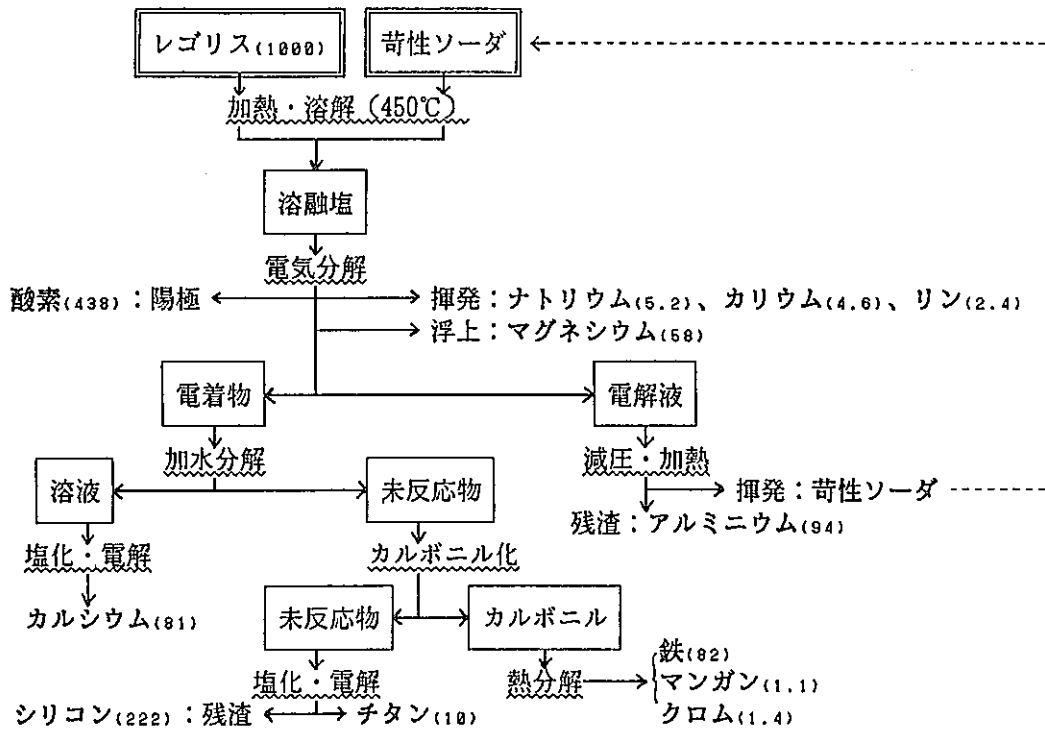 レゴリス(1000)
苛性ソーダ
加熱・溶解(450℃)
溶融塩
電気分解
酸素(438):陽極
揮発:ナトリウム(5.2)、カリウム(4.6)、リン(2.4)
浮上:マグネシウム(58)
電着物
電解液
加水分解
減圧・加熱
溶液
未反応物
揮発:苛性ソーダ
残渣:アルミニウム(94)
塩化・電解
カルボニル化
カルシウム(81)
未反応物
カルボニル
塩化・電解
熱分解
鉄(82)
マンガン(1.1)
クロム(1.4)
シリコン(222):残渣
チタン(10)